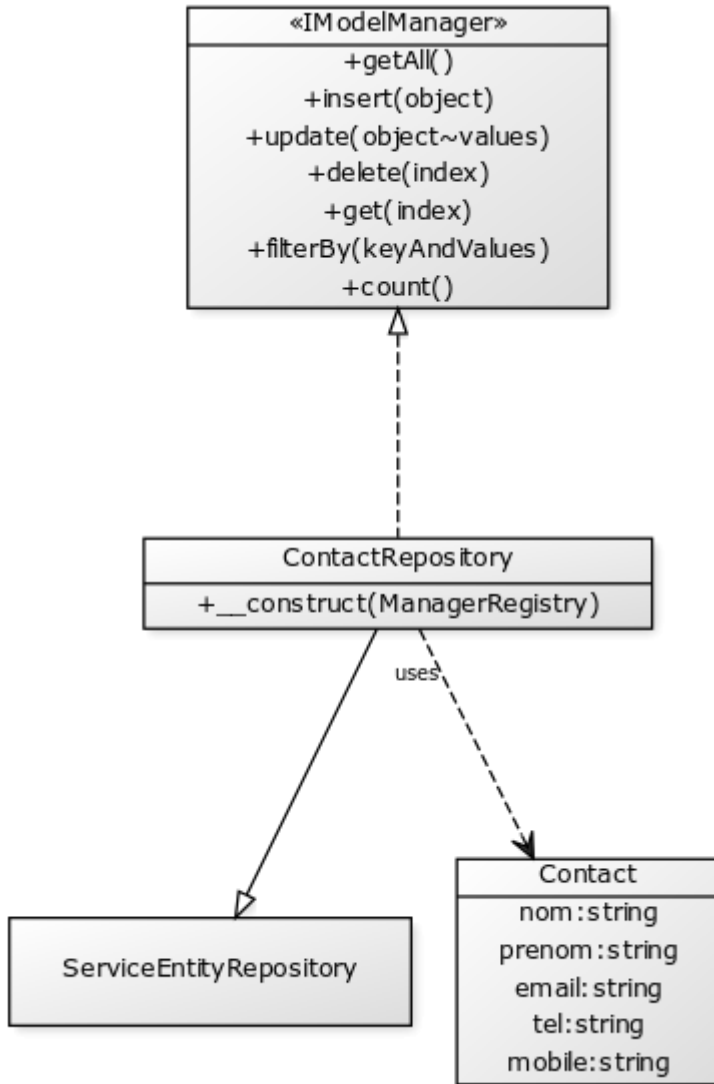 «IModelManager»
+getAll()
+insert(object)
+update(object~values)
+delete(index)
+get(index)
+filterBy(keyAndValues)
+count()
ContactRepository
+__construct(ManagerRegistry)
uses
Contact
nom:string
prenom:string
email:string
tel:string
mobile:string
ServiceEntityRepository